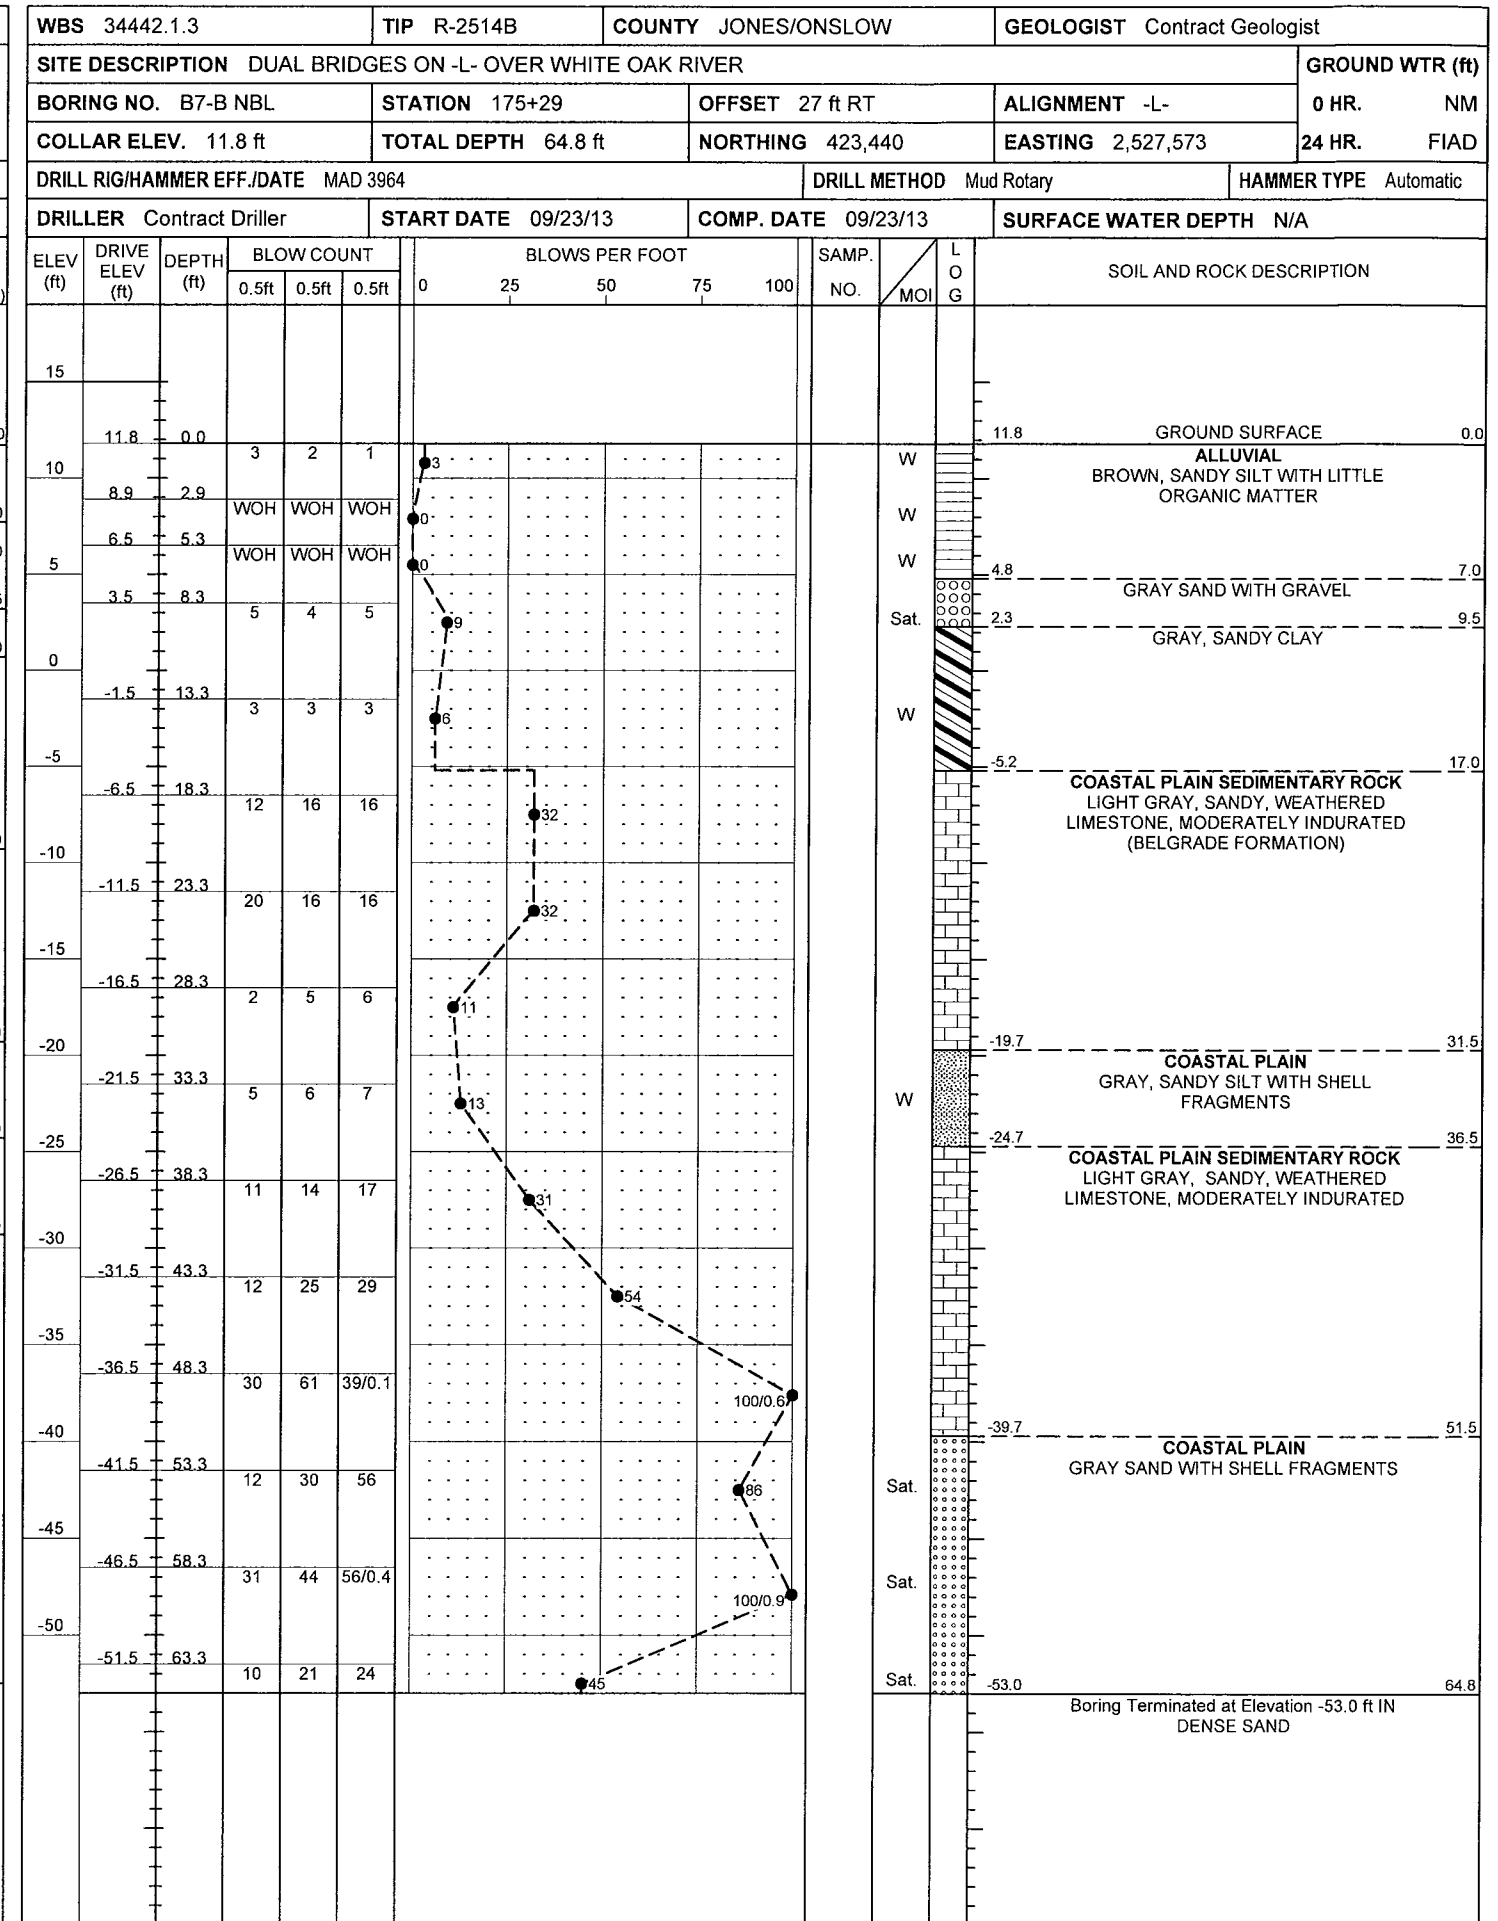 WBS 34442.1.3 TIP R-2514B COUNTY JONES/ONSLOW GEOLOGIST Contract Geologist
SITE DESCRIPTION DUAL BRIDGES ON -L- OVER WHITE OAK RIVER GROUND WTR (ft)
BORING NO. B7-B NBL STATION 175+29 OFFSET 27 ft RT ALIGNMENT -L- 0 HR. NM
COLLAR ELEV. 11.8 ft TOTAL DEPTH 64.8 ft NORTHING 423,440 EASTING 2,527,573 24 HR. FIAD
DRILL RIG/HAMMER EFF./DATE MAD 3964 DRILL METHOD Mud Rotary HAMMER TYPE Automatic
DRILLER Contract Driller START DATE 09/23/13 COMP. DATE 09/23/13 SURFACE WATER DEPTH N/A
ELEV (ft) DRIVE ELEV (ft) DEPTH (ft) BLOW COUNT BLOWS PER FOOT SAMP. NO. MOI LOG SOIL AND ROCK DESCRIPTION
0.5ft 0.5ft 0.5ft 0 25 50 75 100
15
11.8 0.0 11.8 GROUND SURFACE 0.0
3 2 1 3 W ALLUVIAL
10 BROWN, SANDY SILT WITH LITTLE
8.9 2.9 ORGANIC MATTER
WOH WOH WOH 0 W
6.5 5.3
WOH WOH WOH 0 W
5 4.8 7.0
3.5 8.3 GRAY SAND WITH GRAVEL
5 4 5 9 Sat. 2.3 9.5
GRAY, SANDY CLAY
0
-1.5 13.3
3 3 3 6 W
-5 -5.2 17.0
-6.5 18.3 COASTAL PLAIN SEDIMENTARY ROCK
12 16 16 32 LIGHT GRAY, SANDY, WEATHERED
LIMESTONE, MODERATELY INDURATED
-10 (BELGRADE FORMATION)
-11.5 23.3
20 16 16 32
-15
-16.5 28.3
2 5 6 11
-20 -19.7 31.5
COASTAL PLAIN
-21.5 33.3 GRAY, SANDY SILT WITH SHELL
5 6 7 13 W FRAGMENTS
-25 -24.7 36.5
-26.5 38.3 COASTAL PLAIN SEDIMENTARY ROCK
11 14 17 31 LIGHT GRAY, SANDY, WEATHERED
LIMESTONE, MODERATELY INDURATED
-30
-31.5 43.3
12 25 29 54
-35
-36.5 48.3
30 61 39/0.1 100/0.6
-40 -39.7 51.5
COASTAL PLAIN
-41.5 53.3 GRAY SAND WITH SHELL FRAGMENTS
12 30 56 86 Sat.
-45
-46.5 58.3
31 44 56/0.4 100/0.9 Sat.
-50
-51.5 63.3
10 21 24 45 Sat. -53.0 64.8
Boring Terminated at Elevation -53.0 ft IN
DENSE SAND